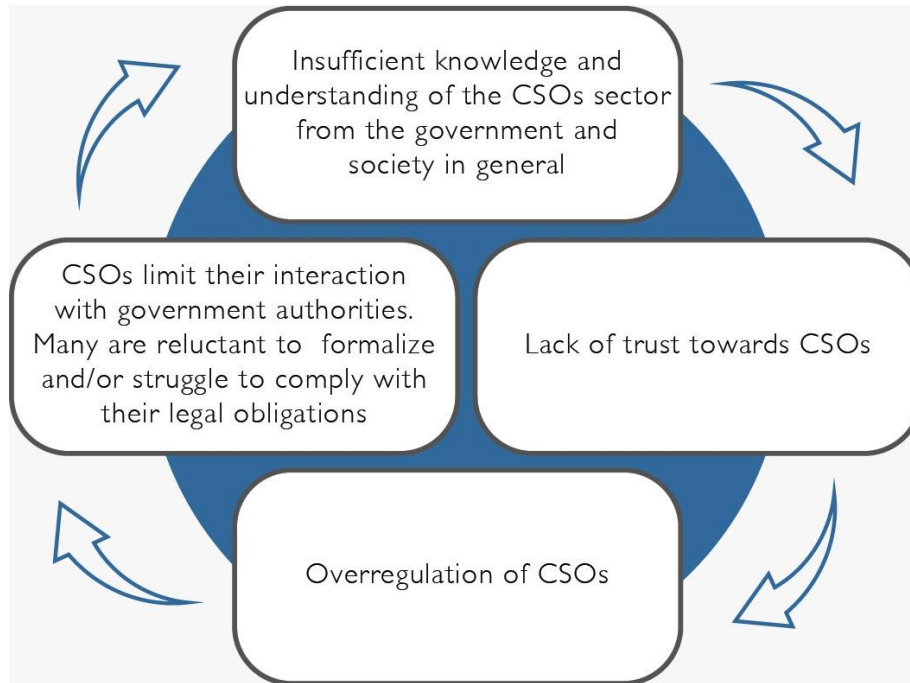 Insufficient knowledge and
understanding of the CSOs sector
from the government and
society in general
CSOs limit their interaction
with government authorities.
Many are reluctant to formalize
and/or struggle to comply with
their legal obligations
Lack of trust towards CSOs
Overregulation of CSOs